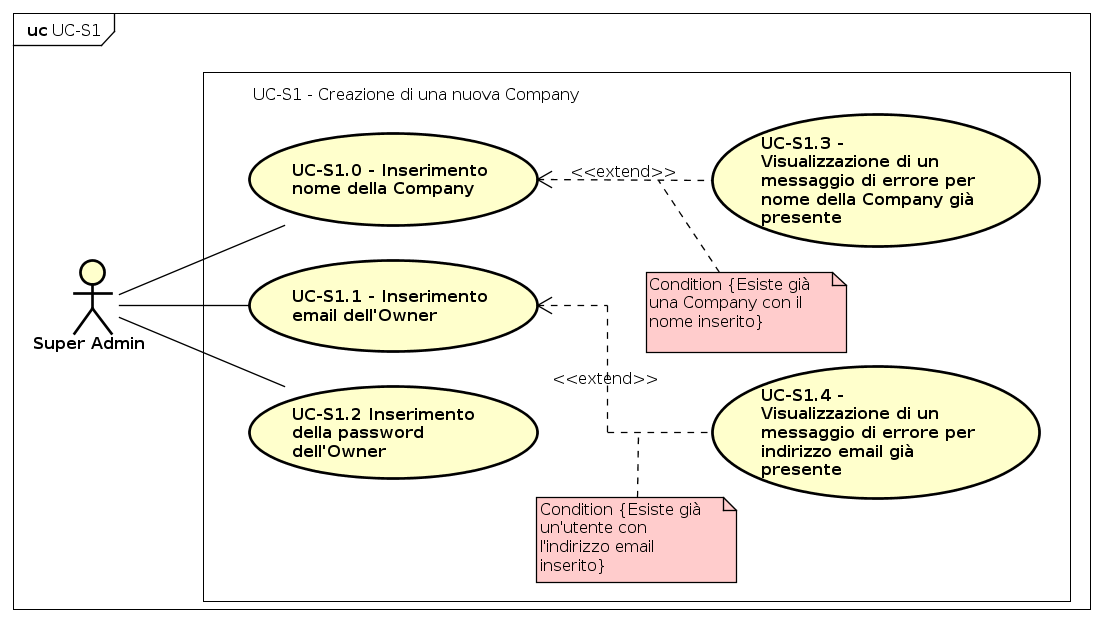 uc UC-S1
UC-S1 - Creazione di una nuova Company
UC-S1.0 - Inserimento
nome della Company
<<extend>>
UC-S1.3 -
Visualizzazione di un
messaggio di errore per
nome della Company già
presente
Condition {Esiste già
una Company con il
nome inserito}
UC-S1.1 - Inserimento
email dell'Owner
Super Admin
<<extend>>
UC-S1.2 Inserimento
della password
dell'Owner
UC-S1.4 -
Visualizzazione di un
messaggio di errore per
indirizzo email già
presente
Condition {Esiste già
un'utente con
l'indirizzo email
inserito}